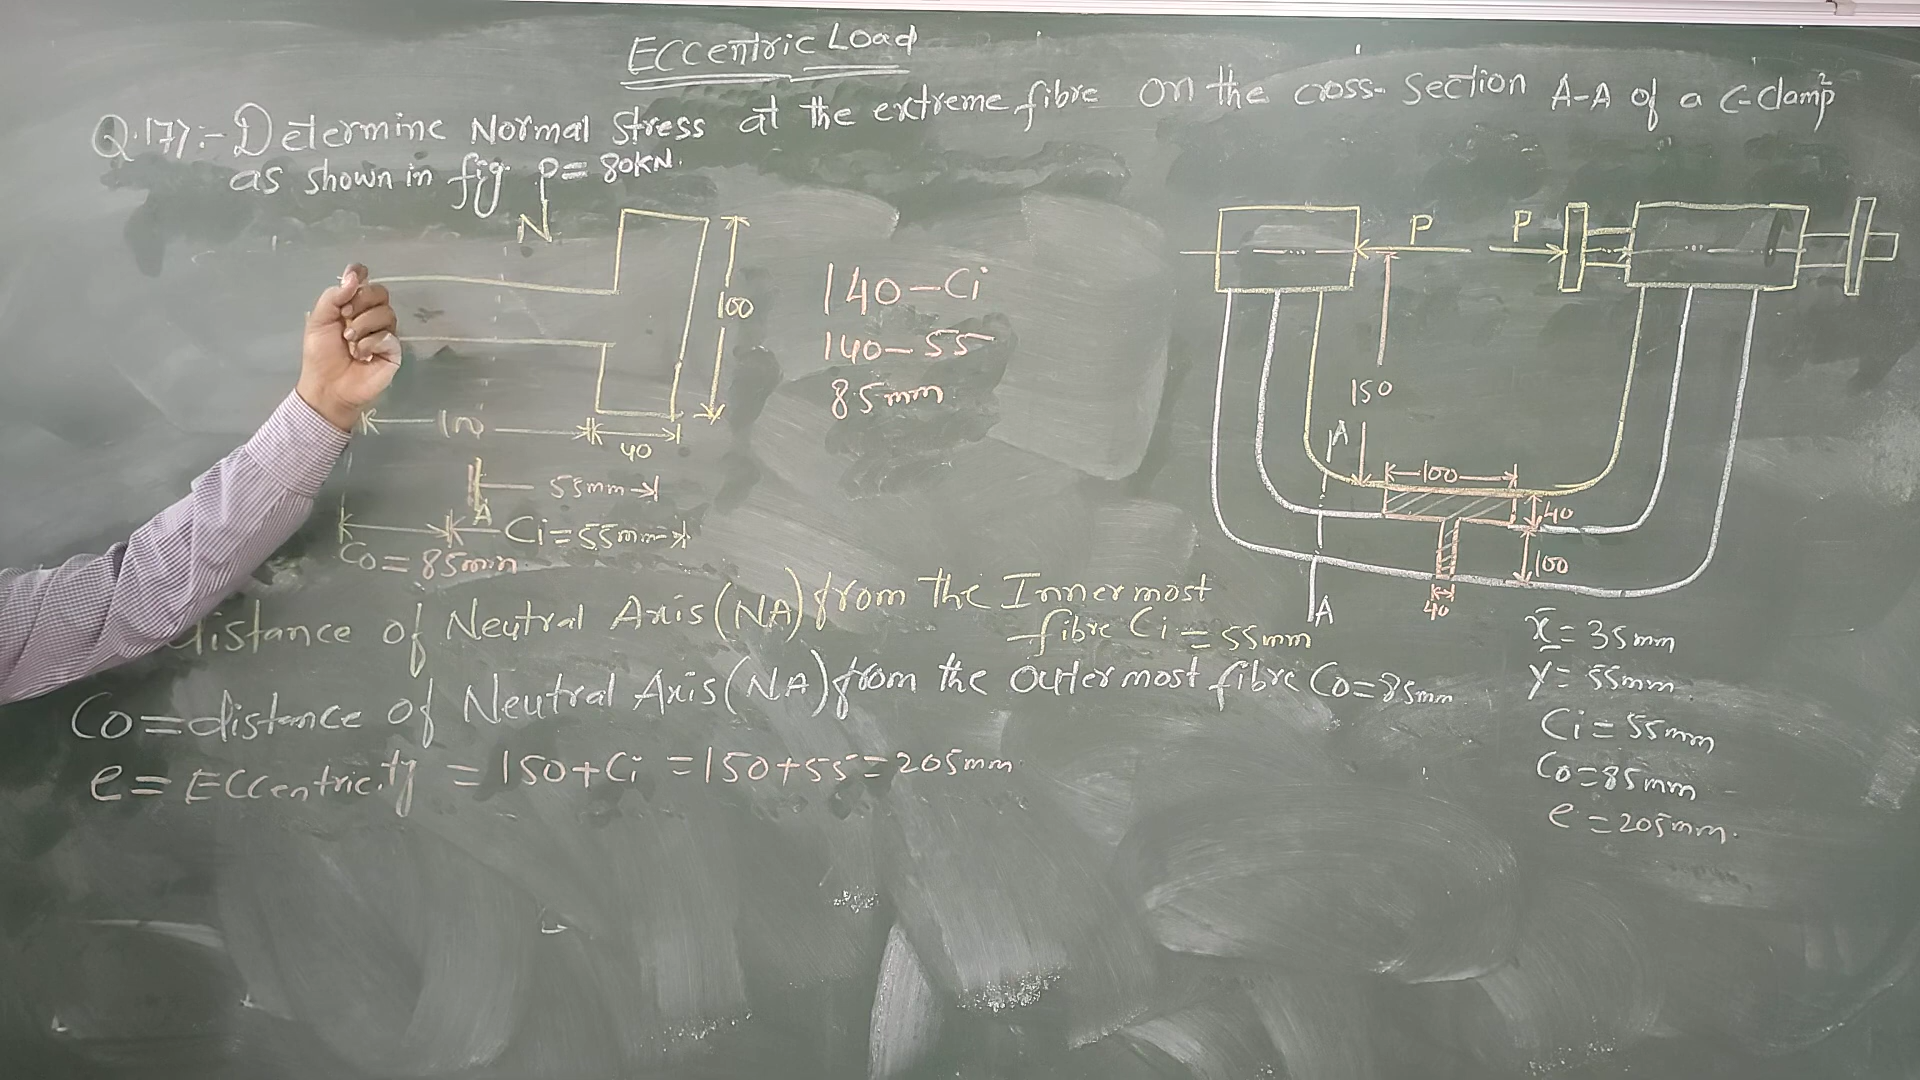 Eccentric Load
Q.17):- Determine Normal Stress at the extreme fibre on the cross-section A-A of a C-clamp
as shown in fig P = 80KN.
N
100
40
55mm
A
Ci = 55mm
Co = 85mm
140-Ci
140-55
85mm
P P
150
A
100
40
100
40
A
distance of Neutral Axis (NA) from the Innermost
fibre Ci = 55mm
Co = distance of Neutral Axis (NA) from the outermost fibre Co = 85mm
e = Eccentricity = 150+Ci = 150+55 = 205mm
x̄ = 35mm
y = 55mm
Ci = 55mm
Co = 85mm
e = 205mm.